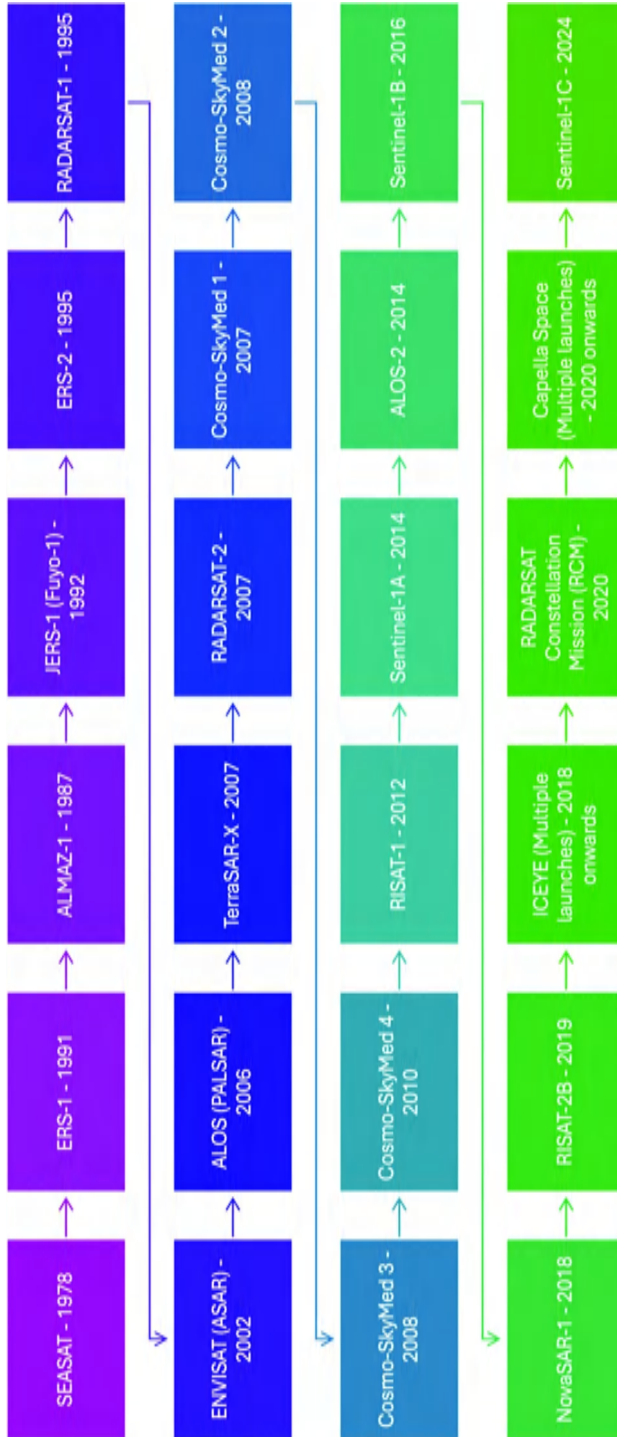 SEASAT - 1978
ERS-1 - 1991
ALMAZ-1 - 1987
JERS-1 (Fuyo-1) -
1992
ERS-2 - 1995
RADARSAT-1 - 1995
ENVISAT (ASAR) -
2002
ALOS (PALSAR) -
2006
TerraSAR-X - 2007
RADARSAT-2 -
2007
Cosmo-SkyMed 1 -
2007
Cosmo-SkyMed 2 -
2008
Cosmo-SkyMed 3 -
2008
Cosmo-SkyMed 4 -
2010
RISAT-1 - 2012
Sentinel-1A - 2014
ALOS-2 - 2014
Sentinel-1B - 2016
NovaSAR-1 - 2018
RISAT-2B - 2019
ICEYE (Multiple
launches) - 2018
onwards
RADARSAT
Constellation
Mission (RCM) -
2020
Capella Space
(Multiple launches)
- 2020 onwards
Sentinel-1C - 2024